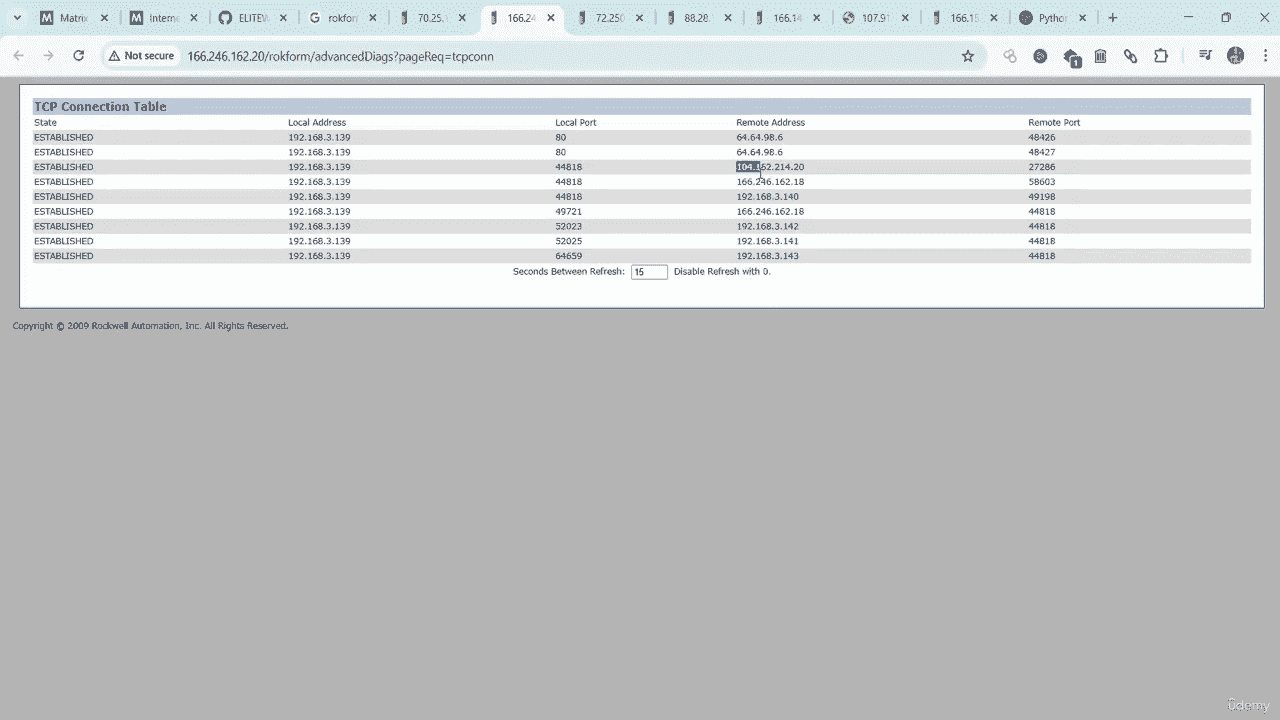 Matrix
Interne
ELITEW
rokforr
70.25.
166.24
72.250
88.25.
166.14
107.91
166.15
Python
Not secure
166.246.162.20/rokform/advancedDiags?pageReq=tcpconn
1
TCP Connection Table
State Local Address Local Port Remote Address Remote Port
ESTABLISHED 192.168.3.139 80 64.64.98.6 48426
ESTABLISHED 192.168.3.139 80 64.64.98.6 48427
ESTABLISHED 192.168.3.139 44818 104.162.214.20 27286
ESTABLISHED 192.168.3.139 44818 166.246.162.18 58603
ESTABLISHED 192.168.3.139 44818 192.168.3.140 49198
ESTABLISHED 192.168.3.139 49721 166.246.162.18 44818
ESTABLISHED 192.168.3.139 52023 192.168.3.142 44818
ESTABLISHED 192.168.3.139 52025 192.168.3.141 44818
ESTABLISHED 192.168.3.139 64659 192.168.3.143 44818
Seconds Between Refresh: 15 Disable Refresh with 0.
Copyright © 2009 Rockwell Automation, Inc. All Rights Reserved.
Udemy